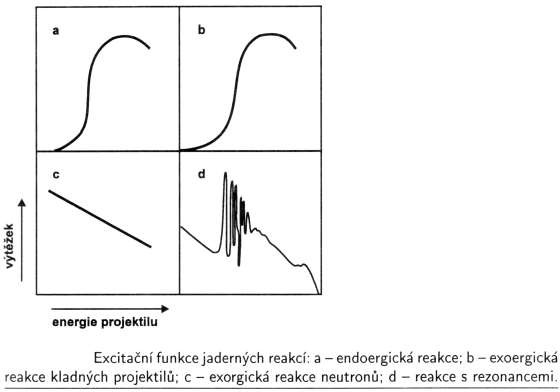 a
b
c
d
výtěžek
energie projektilu
Excitační funkce jaderných reakcí: a – endoergická reakce; b – exoergická
reakce kladných projektilů; c – exorgická reakce neutronů; d – reakce s rezonancemi.